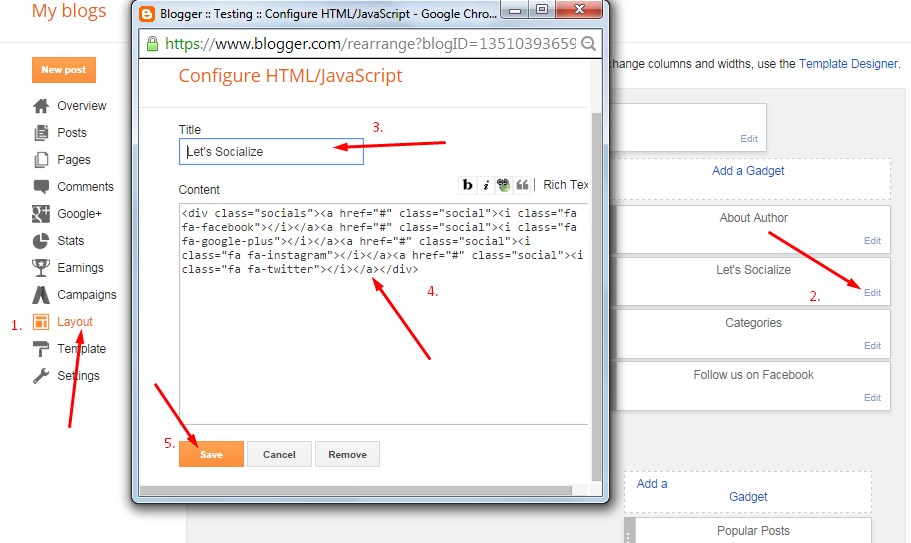 My blogs
New post
Overview
Posts
Pages
Comments
Google+
Stats
Earnings
Campaigns
1. Layout
Template
Settings
Blogger :: Testing :: Configure HTML/JavaScript - Google Chro...
https://www.blogger.com/rearrange?blogID=13510393659
Configure HTML/JavaScript
Title
3.
Let's Socialize
b i Rich Tex
Content
<div class="socials"><a href="#" class="social"><i class="fa
fa-facebook"></i></a><a href="#" class="social"><i class="fa
fa-google-plus"></i></a><a href="#" class="social"><i
class="fa fa-instagram"></i></a><a href="#" class="social"><i
class="fa fa-twitter"></i></a></div>
4.
5. Save Cancel Remove
hange columns and widths, use the Template Designer.
Edit
Add a Gadget
About Author
Edit
Let's Socialize
2. Edit
Categories
Edit
Follow us on Facebook
Edit
Add a
Gadget
Popular Posts